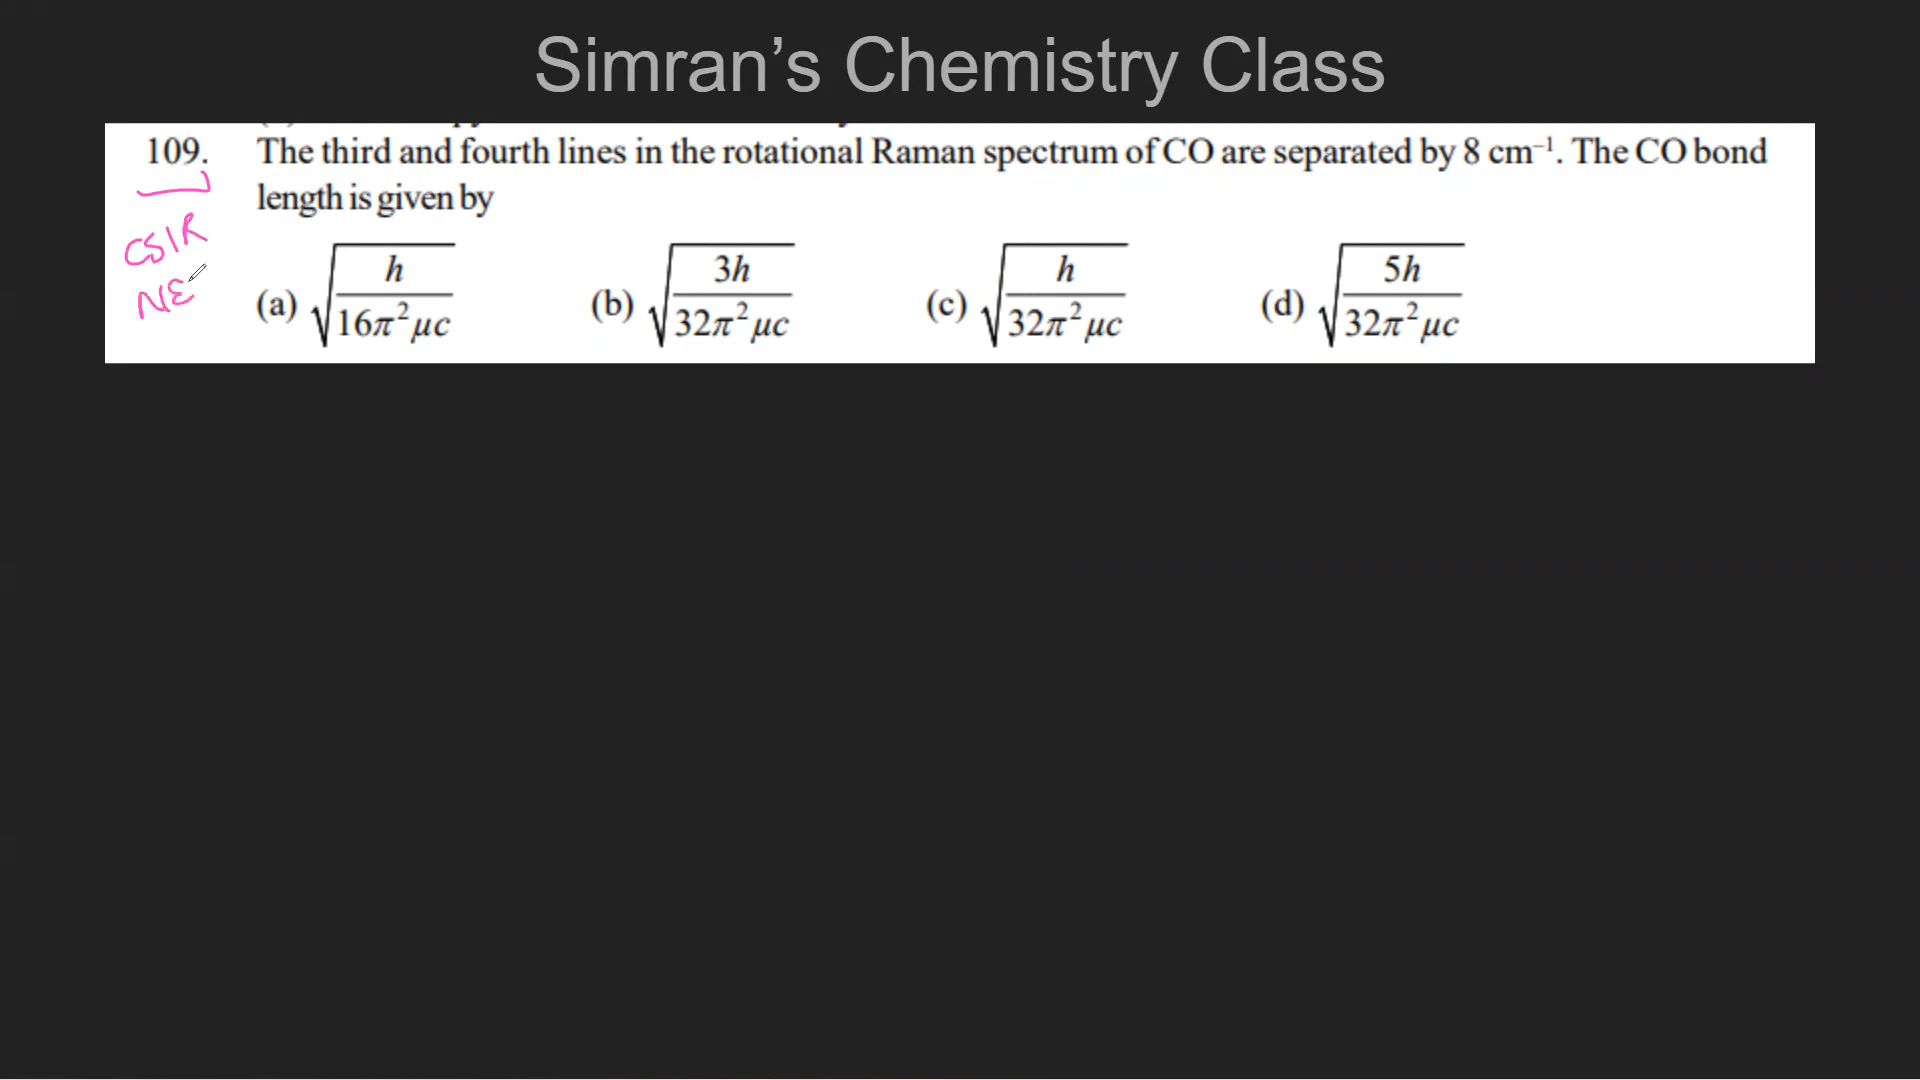 Simran’s Chemistry Class
109. The third and fourth lines in the rotational Raman spectrum of CO are separated by 8 cm⁻¹. The CO bond
length is given by
CSIR
NE
(a) √(h / 16π²μc) (b) √(3h / 32π²μc) (c) √(h / 32π²μc) (d) √(5h / 32π²μc)